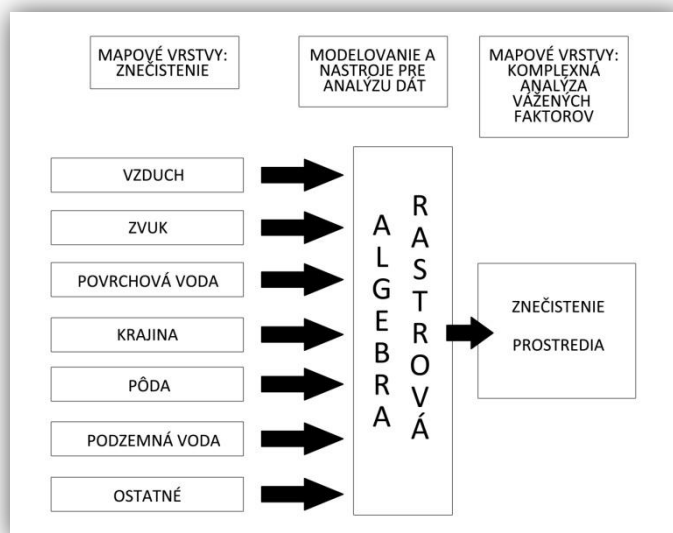 MAPOVÉ VRSTVY:
ZNEČISTENIE
MODELOVANIE A
NASTROJE PRE
ANALÝZU DÁT
MAPOVÉ VRSTVY:
KOMPLEXNÁ
ANALÝZA
VÁŽENÝCH
FAKTOROV
VZDUCH
ZVUK
POVRCHOVÁ VODA
KRAJINA
PÔDA
PODZEMNÁ VODA
OSTATNÉ
ALGEBRA
RASTROVÁ
ZNEČISTENIE
PROSTREDIA